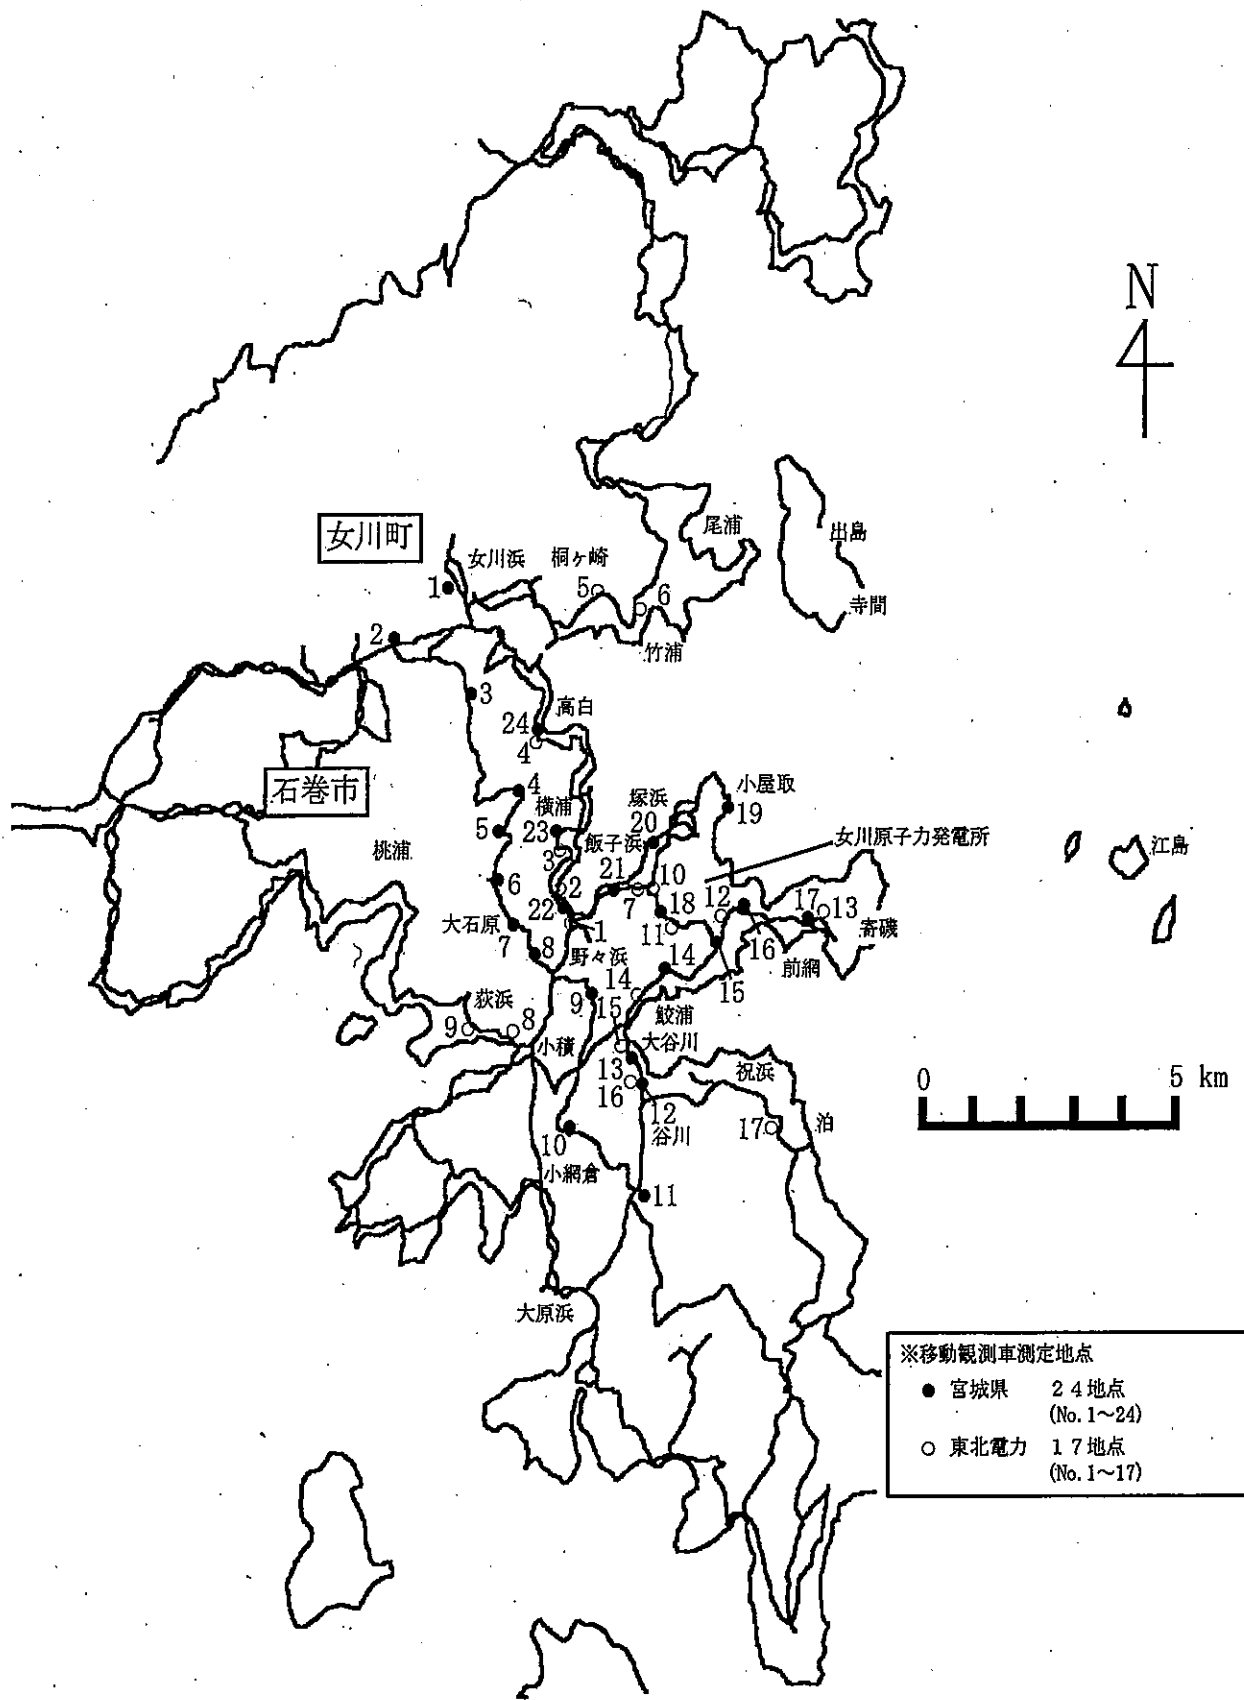 N
尾浦
出島
女川町
女川浜
桐ヶ崎
1
5
6
寺間
2
竹浦
3
高白
24
4
4
小屋取
石巻市
横浦
塚浜
19
5
23
20
女川原子力発電所
桃浦
飯子浜
3
江島
6
21
10
2
7
12
17
13
22
18
大石原
1
11
16
寄磯
7
8
野々浜
14
前網
9
14
15
荻浜
15
鮫浦
9
8
小積
大谷川
13
祝浜
0
5 km
16
12
10
谷川
17
泊
小網倉
11
大原浜
※移動観測車測定地点
● 宮城県 24地点
(No.1~24)
○ 東北電力 17地点
(No.1~17)